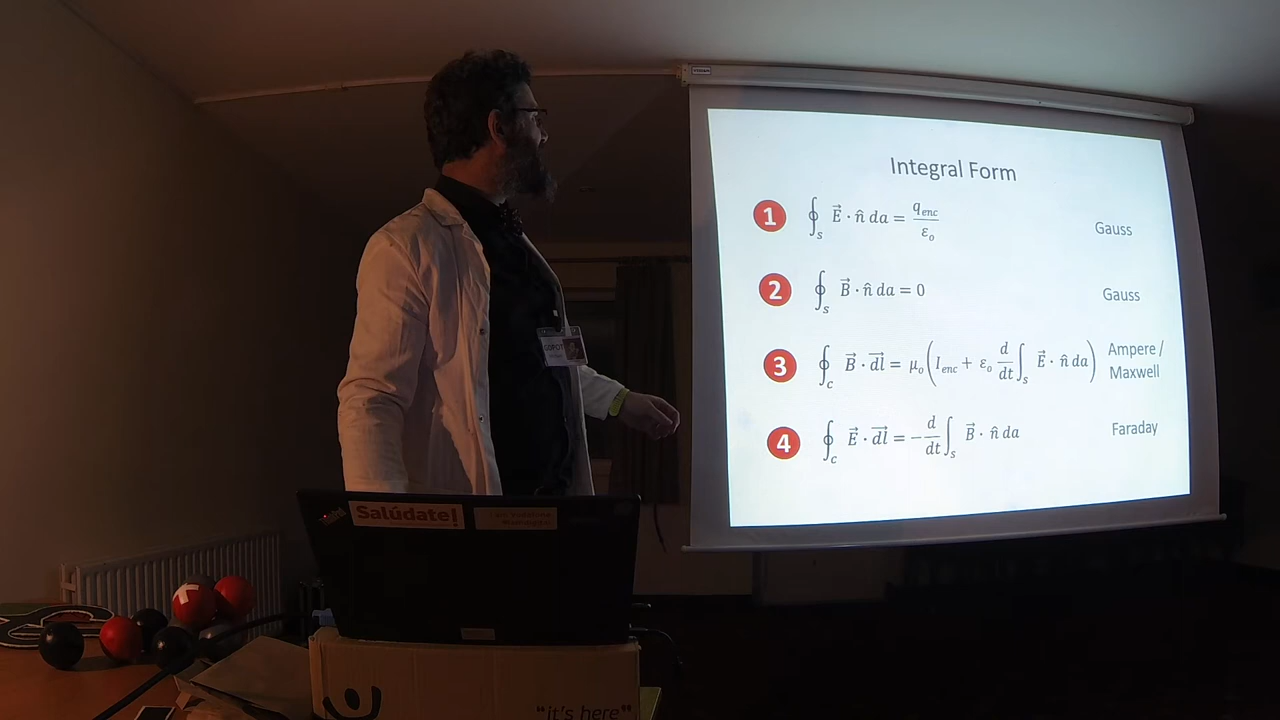 Integral Form
1 ∮ₛ E⃗ · n̂ da = q_enc / ε₀ Gauss
2 ∮ₛ B⃗ · n̂ da = 0 Gauss
3 ∮_c B⃗ · dl⃗ = μ₀(I_enc + ε₀ d/dt ∫ₛ E⃗ · n̂ da) Ampere / Maxwell
4 ∮_c E⃗ · dl⃗ = − d/dt ∫ₛ B⃗ · n̂ da Faraday
Salúdate!
"it's here"